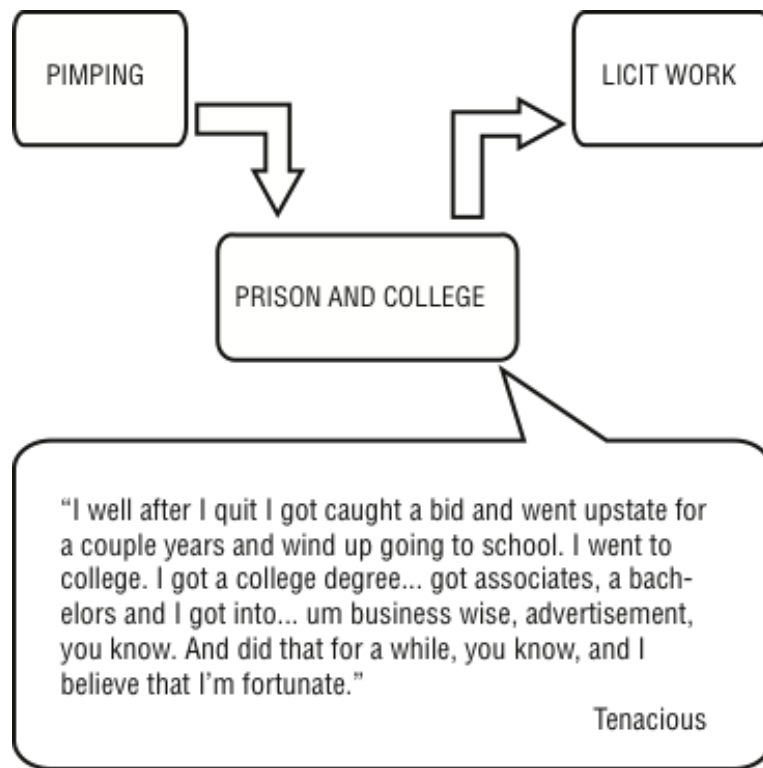 PIMPING
LICIT WORK
PRISON AND COLLEGE
“I well after I quit I got caught a bid and went upstate for
a couple years and wind up going to school. I went to
college. I got a college degree... got associates, a bach-
elors and I got into... um business wise, advertisement,
you know. And did that for a while, you know, and I
believe that I’m fortunate.”
Tenacious